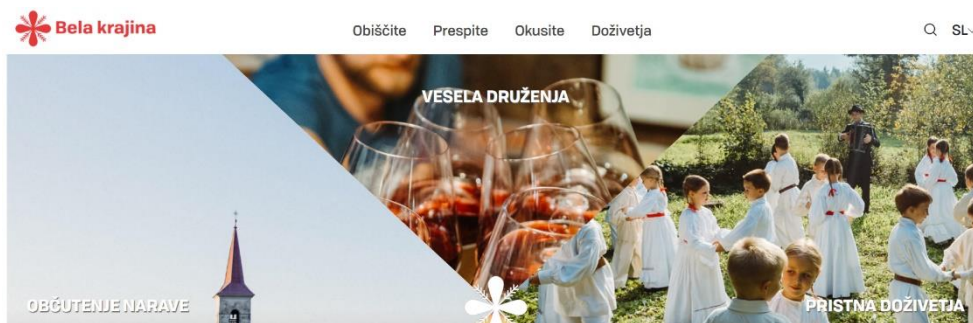 Bela krajina
Obiščite Prespite Okusite Doživetja
SL
VESELA DRUŽENJA
OBČUTENJE NARAVE
PRISTNA DOŽIVETJA